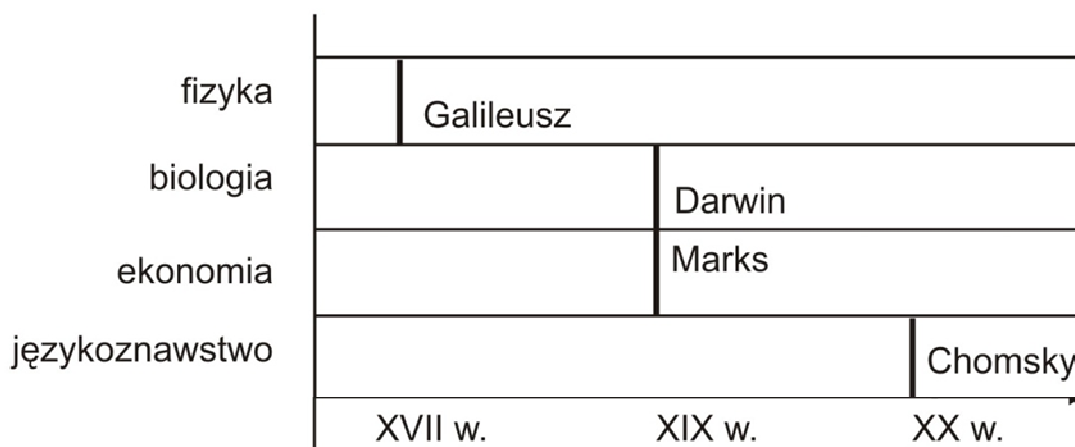 fizyka
Galileusz
biologia
Darwin
ekonomia
Marks
językoznawstwo
Chomsky
XVII w. XIX w. XX w.